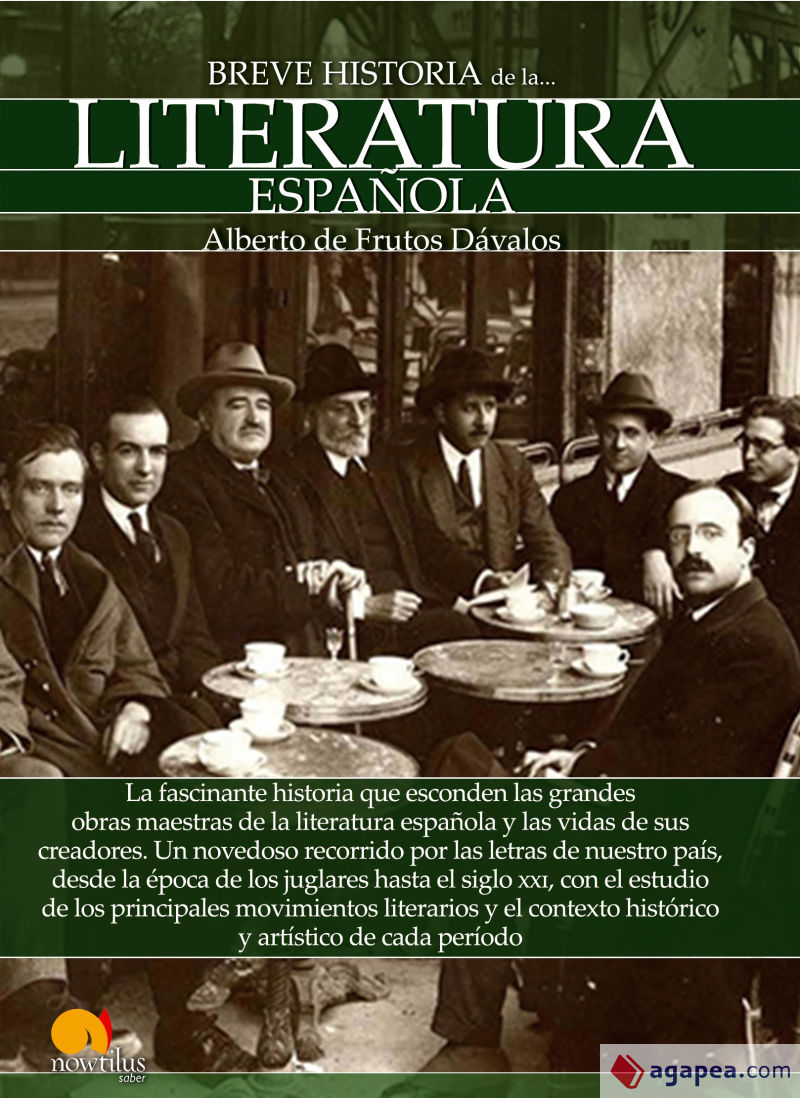 BREVE HISTORIA de la...
LITERATURA
ESPAÑOLA
Alberto de Frutos Dávalos
La fascinante historia que esconden las grandes
obras maestras de la literatura española y las vidas de sus
creadores. Un novedoso recorrido por las letras de nuestro país,
desde la época de los juglares hasta el siglo XXI, con el estudio
de los principales movimientos literarios y el contexto histórico
y artístico de cada período
nowtilus
saber
agapea.com